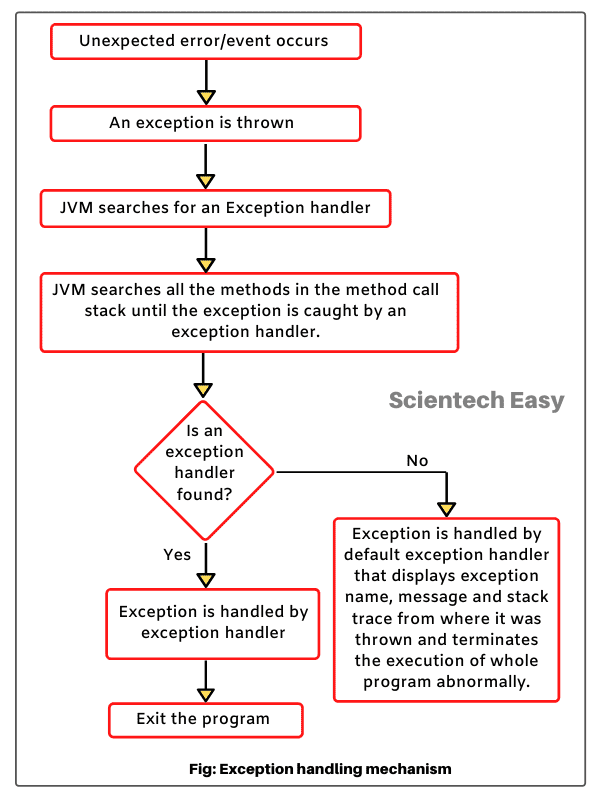 Unexpected error/event occurs
An exception is thrown
JVM searches for an Exception handler
JVM searches all the methods in the method call
stack until the exception is caught by an
exception handler.
Scientech Easy
Is an
exception
handler
found?
No
Yes
Exception is handled by
default exception handler
that displays exception
name, message and stack
trace from where it was
thrown and terminates
the execution of whole
program abnormally.
Exception is handled by
exception handler
Exit the program
Fig: Exception handling mechanism